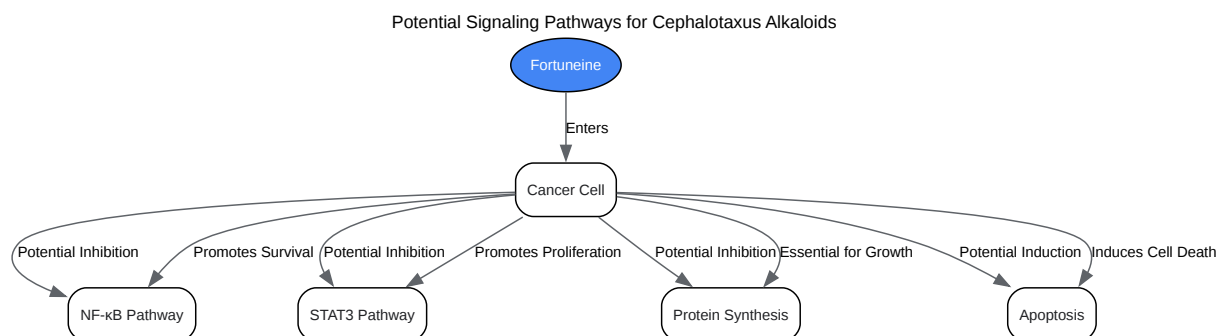 Potential Signaling Pathways for Cephalotaxus Alkaloids
Fortuneine
Enters
Cancer Cell
Potential Inhibition
Promotes Survival
Potential Inhibition
Promotes Proliferation
Potential Inhibition
Essential for Growth
Potential Induction
Induces Cell Death
NF-κB Pathway
STAT3 Pathway
Protein Synthesis
Apoptosis